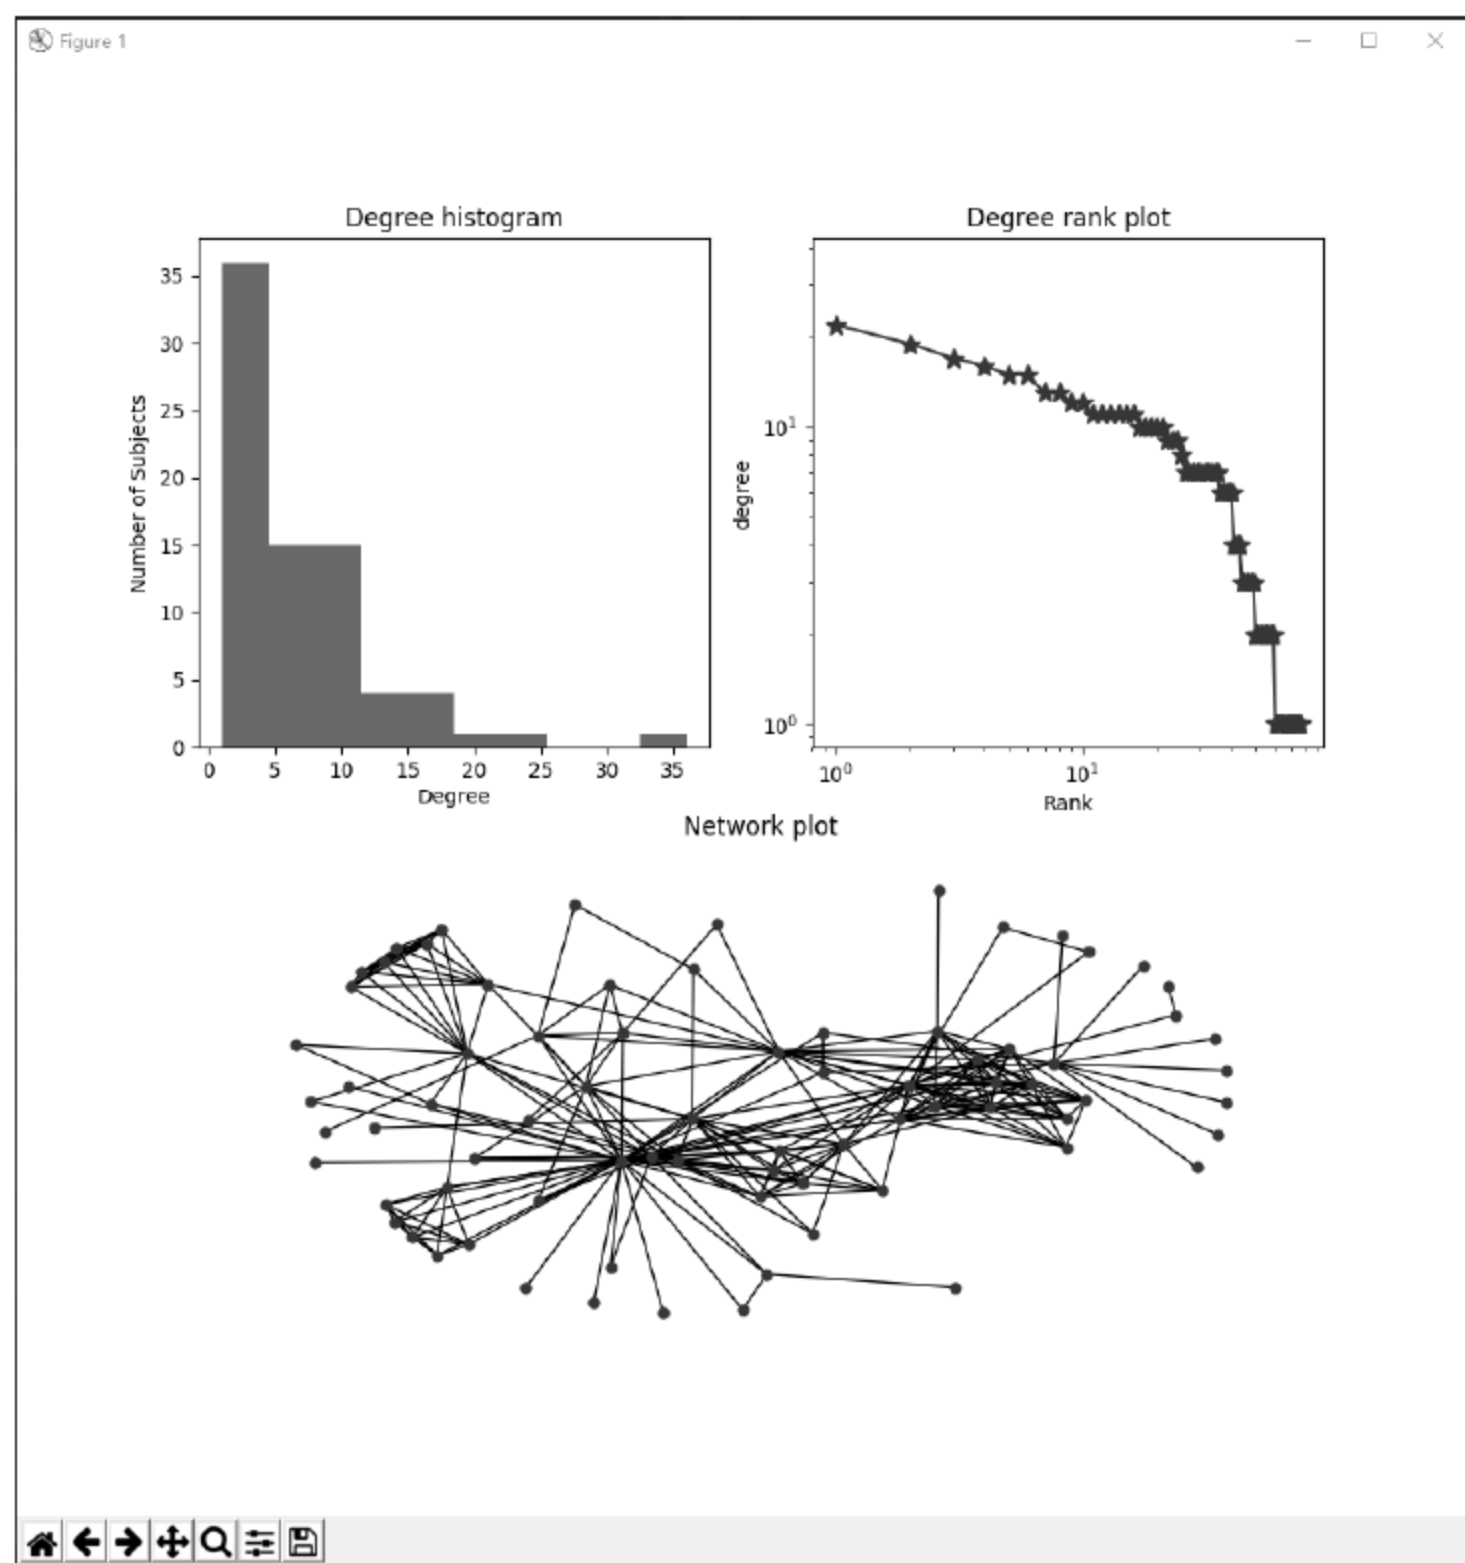 Figure 1
Degree histogram
Number of Subjects
35
30
25
20
15
10
5
0
0 5 10 15 20 25 30 35
Degree
Degree rank plot
degree
10¹
10⁰
10⁰ 10¹
Rank
Network plot